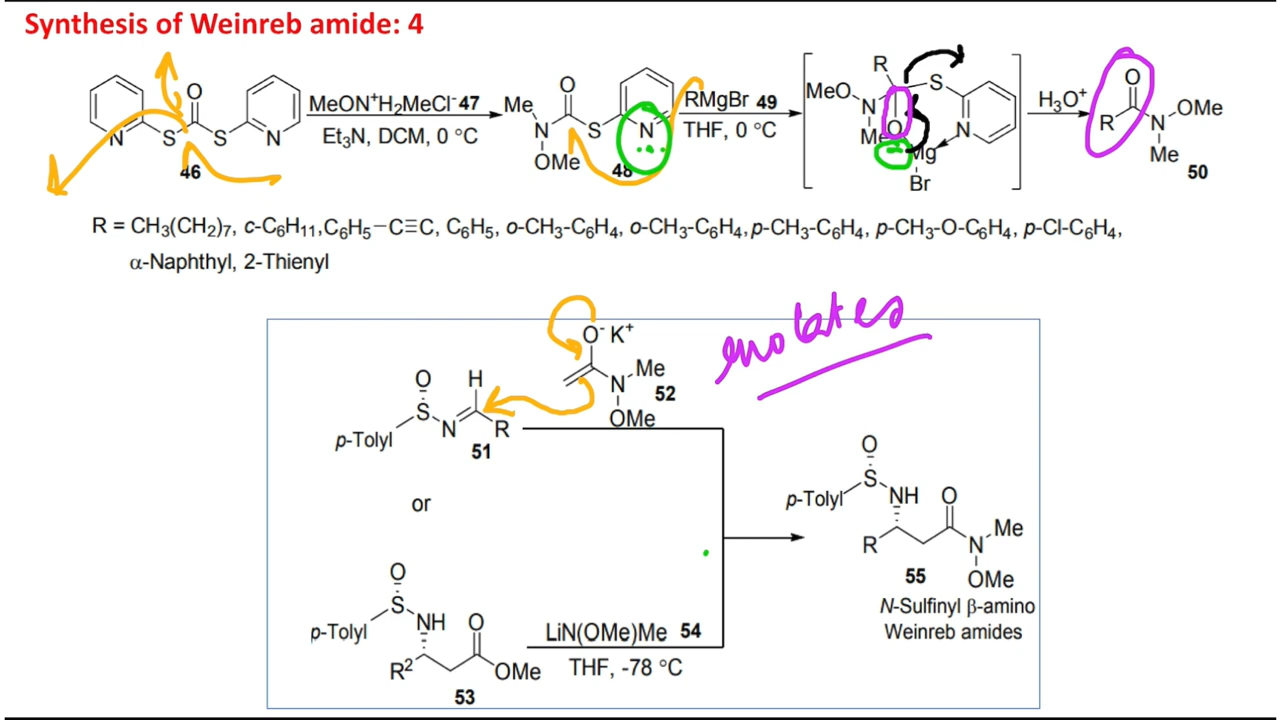 Synthesis of Weinreb amide: 4
O
N S S N
46
MeON⁺H₂MeCl⁻ 47
Et₃N, DCM, 0 °C
Me O
N S N
OMe 48
RMgBr 49
THF, 0 °C
R S
MeO
N O N
Me Mg
Br
H₃O⁺
O
R N OMe
Me
50
R = CH₃(CH₂)₇, c-C₆H₁₁, C₆H₅–C≡C, C₆H₅, o-CH₃-C₆H₄, o-CH₃-C₆H₄, p-CH₃-C₆H₄, p-CH₃-O-C₆H₄, p-Cl-C₆H₄,
α-Naphthyl, 2-Thienyl
enolates
O⁻ K⁺
N Me
OMe
52
O H
S N R
p-Tolyl
51
or
O
S NH O
p-Tolyl
R² OMe
53
LiN(OMe)Me 54
THF, -78 °C
O
S NH O
p-Tolyl
R N Me
OMe
55
N-Sulfinyl β-amino
Weinreb amides